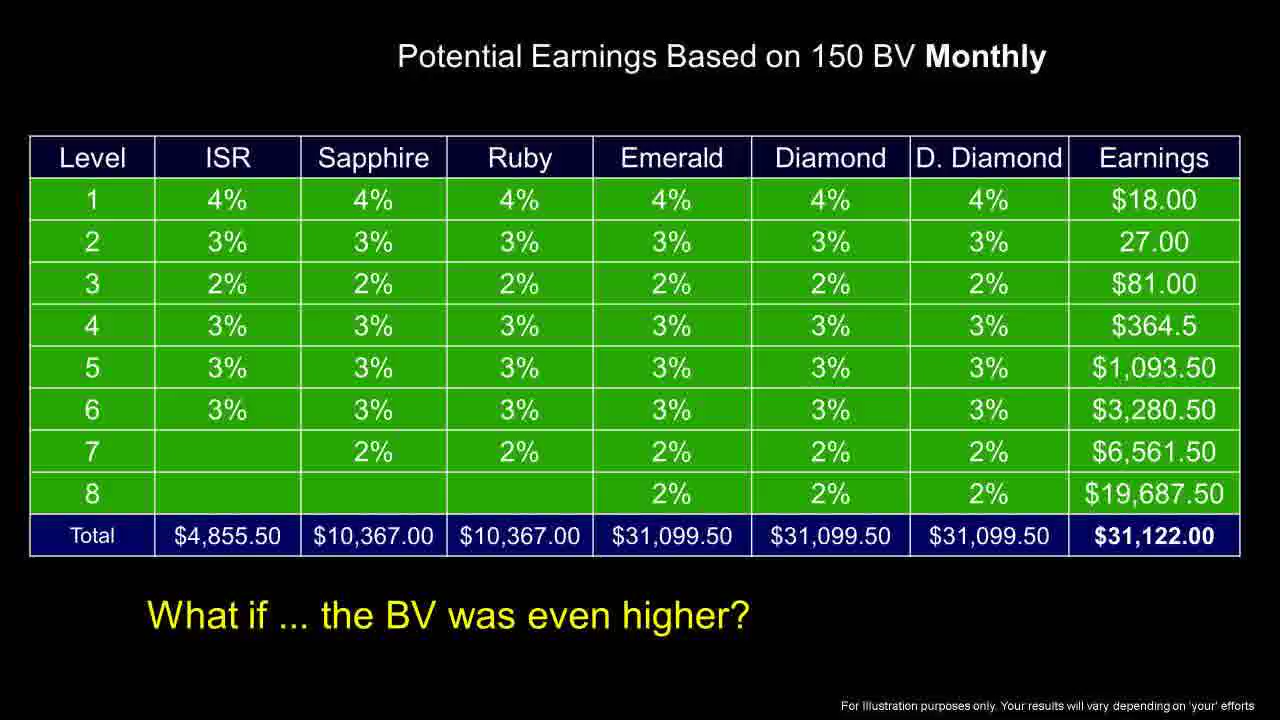 Potential Earnings Based on 150 BV Monthly
Level ISR Sapphire Ruby Emerald Diamond D. Diamond Earnings
1 4% 4% 4% 4% 4% 4% $18.00
2 3% 3% 3% 3% 3% 3% 27.00
3 2% 2% 2% 2% 2% 2% $81.00
4 3% 3% 3% 3% 3% 3% $364.5
5 3% 3% 3% 3% 3% 3% $1,093.50
6 3% 3% 3% 3% 3% 3% $3,280.50
7 2% 2% 2% 2% 2% $6,561.50
8 2% 2% 2% $19,687.50
Total $4,855.50 $10,367.00 $10,367.00 $31,099.50 $31,099.50 $31,099.50 $31,122.00
What if ... the BV was even higher?
For Illustration purposes only. Your results will vary depending on 'your' efforts